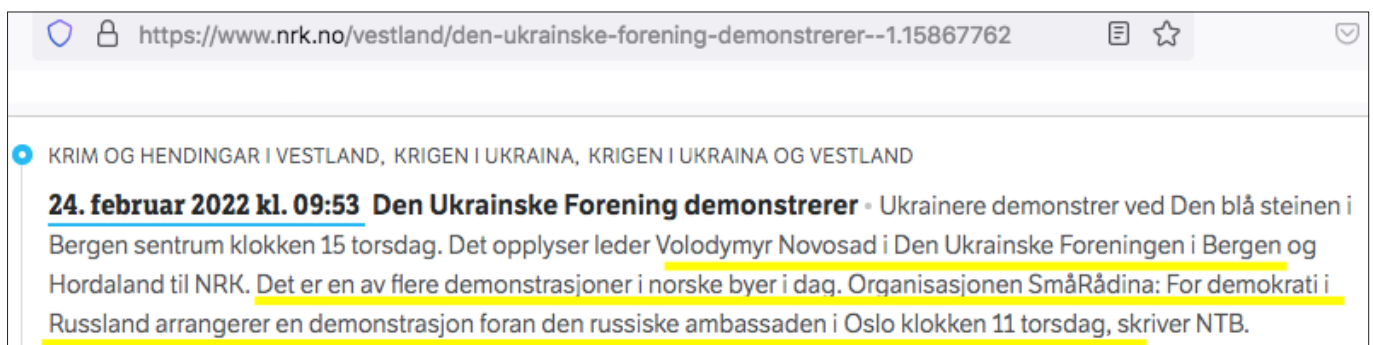 https://www.nrk.no/vestland/den-ukrainske-forening-demonstrerer--1.15867762
KRIM OG HENDINGAR I VESTLAND, KRIGEN I UKRAINA, KRIGEN I UKRAINA OG VESTLAND
24. februar 2022 kl. 09:53 Den Ukrainske Forening demonstrerer • Ukrainere demonstrer ved Den blå steinen i
Bergen sentrum klokken 15 torsdag. Det opplyser leder Volodymyr Novosad i Den Ukrainske Foreningen i Bergen og
Hordaland til NRK. Det er en av flere demonstrasjoner i norske byer i dag. Organisasjonen SmåRådina: For demokrati i
Russland arrangerer en demonstrasjon foran den russiske ambassaden i Oslo klokken 11 torsdag, skriver NTB.